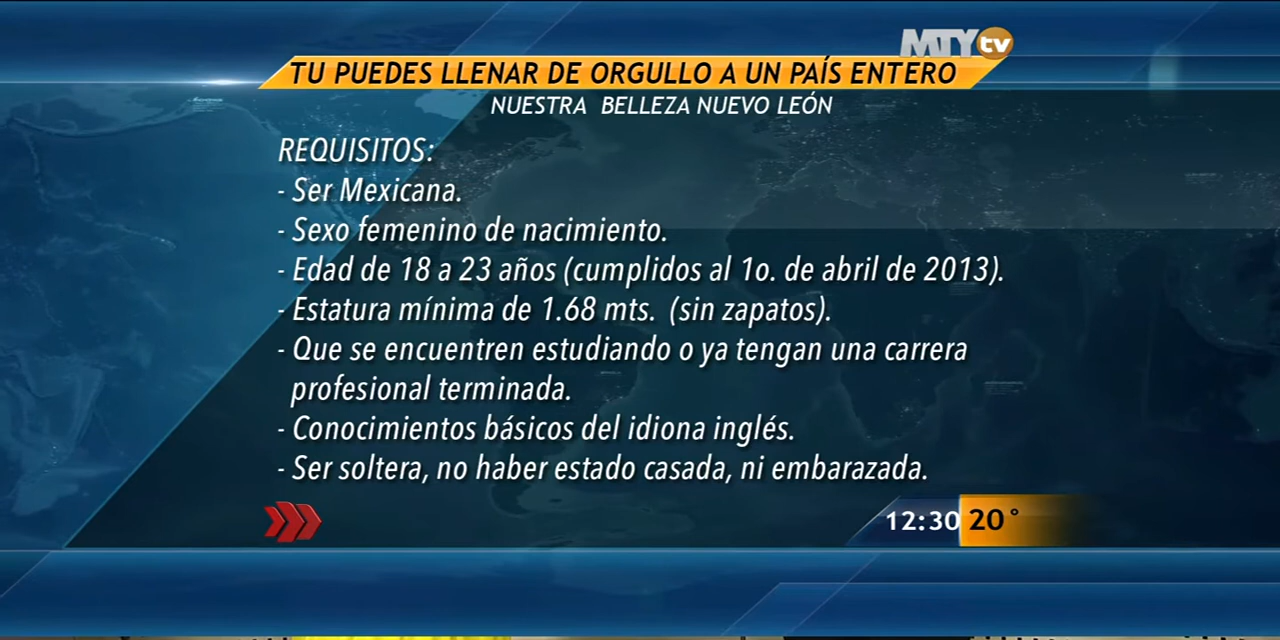 MTY tv
TU PUEDES LLENAR DE ORGULLO A UN PAÍS ENTERO
NUESTRA BELLEZA NUEVO LEÓN
REQUISITOS:
- Ser Mexicana.
- Sexo femenino de nacimiento.
- Edad de 18 a 23 años (cumplidos al 1o. de abril de 2013).
- Estatura mínima de 1.68 mts. (sin zapatos).
- Que se encuentren estudiando o ya tengan una carrera
profesional terminada.
- Conocimientos básicos del idiona inglés.
- Ser soltera, no haber estado casada, ni embarazada.
12:30 20°